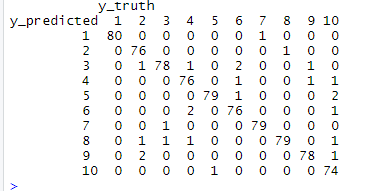 y_truth
y_predicted 1 2 3 4 5 6 7 8 9 10
1 80 0 0 0 0 0 1 0 0 0
2 0 76 0 0 0 0 0 1 0 0
3 0 1 78 1 0 2 0 0 1 0
4 0 0 0 76 0 1 0 0 1 1
5 0 0 0 0 79 1 0 0 0 2
6 0 0 0 2 0 76 0 0 0 1
7 0 0 1 0 0 0 79 0 0 0
8 0 1 1 1 0 0 0 79 0 1
9 0 2 0 0 0 0 0 0 78 1
10 0 0 0 0 1 0 0 0 0 74
>